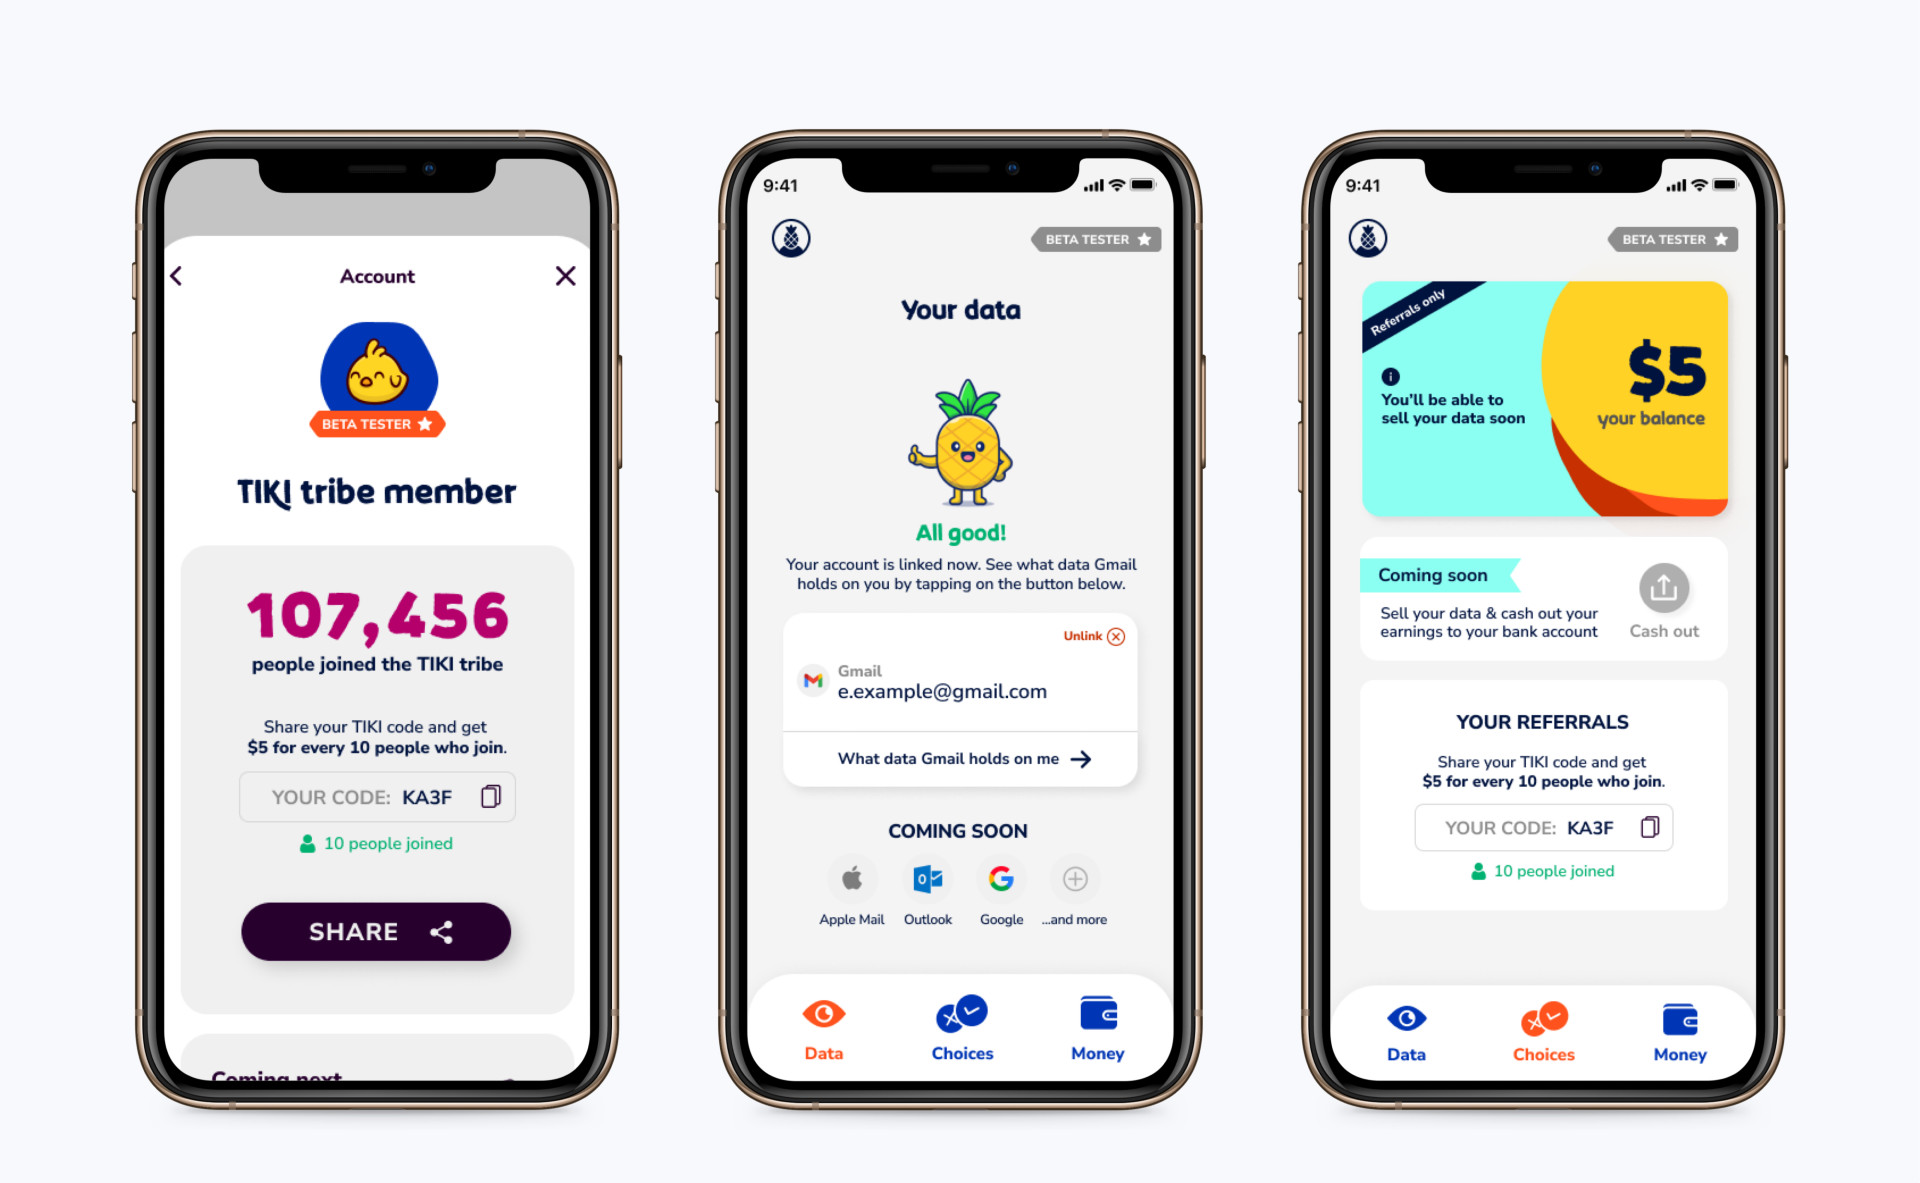 Account
BETA TESTER
TIKI tribe member
107,456
people joined the TIKI tribe
Share your TIKI code and get
$5 for every 10 people who join.
YOUR CODE: KA3F
10 people joined
SHARE
Coming next
9:41
BETA TESTER
Your data
All good!
Your account is linked now. See what data Gmail
holds on you by tapping on the button below.
Unlink
Gmail
e.example@gmail.com
What data Gmail holds on me
COMING SOON
Apple Mail Outlook Google ...and more
Data Choices Money
9:41
BETA TESTER
Referrals only
You'll be able to
sell your data soon
$5
your balance
Coming soon
Sell your data & cash out your
earnings to your bank account
Cash out
YOUR REFERRALS
Share your TIKI code and get
$5 for every 10 people who join.
YOUR CODE: KA3F
10 people joined
Data Choices Money